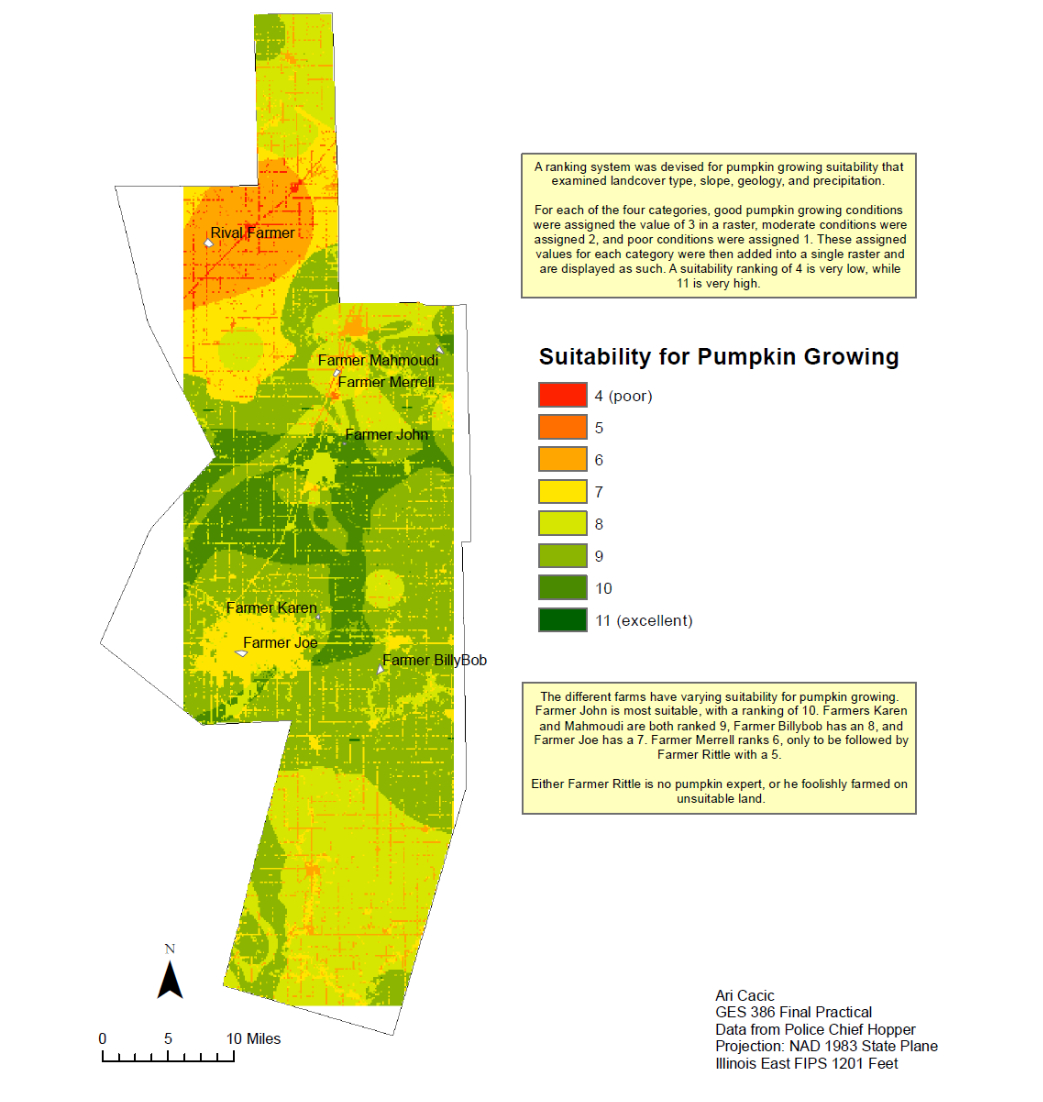 A ranking system was devised for pumpkin growing suitability that
examined landcover type, slope, geology, and precipitation.
For each of the four categories, good pumpkin growing conditions
were assigned the value of 3 in a raster, moderate conditions were
assigned 2, and poor conditions were assigned 1. These assigned
values for each category were then added into a single raster and
are displayed as such. A suitability ranking of 4 is very low, while
11 is very high.
Rival Farmer
Farmer Mahmoudi
Farmer Merrell
Farmer John
Farmer Karen
Farmer Joe
Farmer BillyBob
Suitability for Pumpkin Growing
4 (poor)
5
6
7
8
9
10
11 (excellent)
The different farms have varying suitability for pumpkin growing.
Farmer John is most suitable, with a ranking of 10. Farmers Karen
and Mahmoudi are both ranked 9, Farmer Billybob has an 8, and
Farmer Joe has a 7. Farmer Merrell ranks 6, only to be followed by
Farmer Rittle with a 5.
Either Farmer Rittle is no pumpkin expert, or he foolishly farmed on
unsuitable land.
N
0 5 10 Miles
Ari Cacic
GES 386 Final Practical
Data from Police Chief Hopper
Projection: NAD 1983 State Plane
Illinois East FIPS 1201 Feet